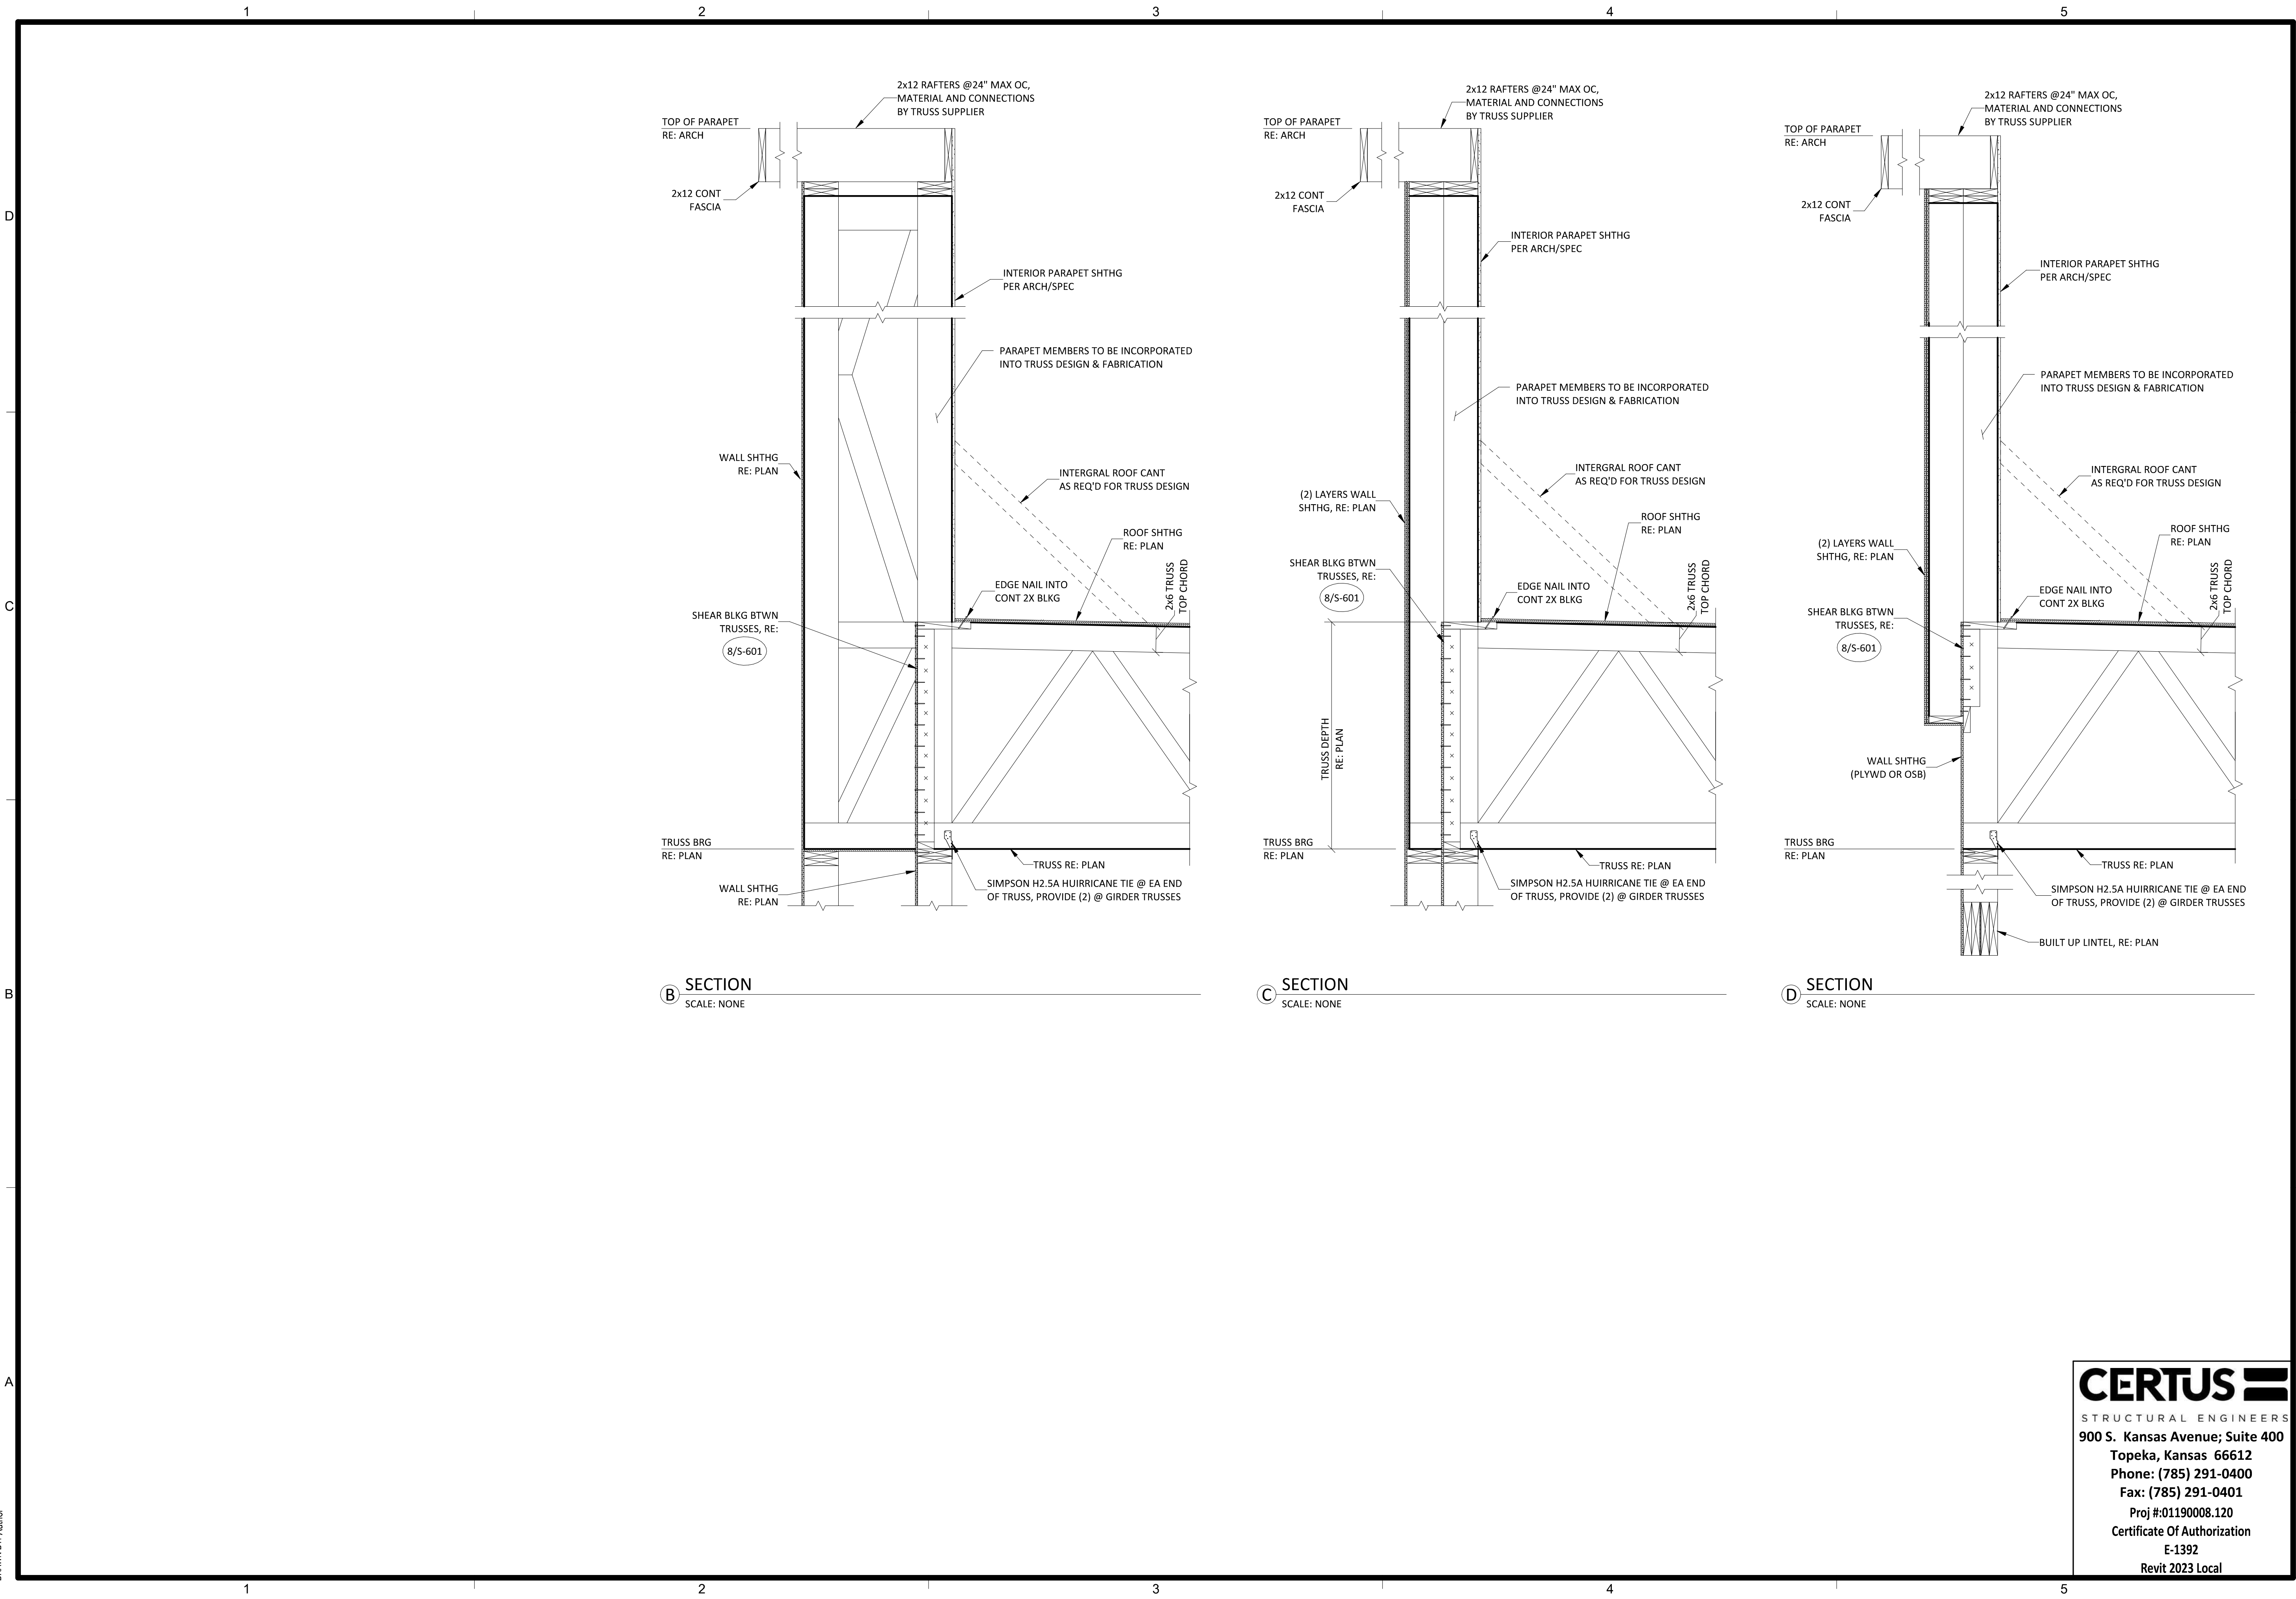 1
2
3
4
5
D
C
B
A
2x12 RAFTERS @24" MAX OC,
MATERIAL AND CONNECTIONS
BY TRUSS SUPPLIER
TOP OF PARAPET
RE: ARCH
2x12 CONT
FASCIA
INTERIOR PARAPET SHTHG
PER ARCH/SPEC
PARAPET MEMBERS TO BE INCORPORATED
INTO TRUSS DESIGN & FABRICATION
WALL SHTHG
RE: PLAN
INTERGRAL ROOF CANT
AS REQ'D FOR TRUSS DESIGN
ROOF SHTHG
RE: PLAN
2x6 TRUSS
TOP CHORD
EDGE NAIL INTO
CONT 2X BLKG
SHEAR BLKG BTWN
TRUSSES, RE:
8/S-601
TRUSS BRG
RE: PLAN
TRUSS RE: PLAN
WALL SHTHG
RE: PLAN
SIMPSON H2.5A HUIRRICANE TIE @ EA END
OF TRUSS, PROVIDE (2) @ GIRDER TRUSSES
B
SECTION
SCALE: NONE
2x12 RAFTERS @24" MAX OC,
MATERIAL AND CONNECTIONS
BY TRUSS SUPPLIER
TOP OF PARAPET
RE: ARCH
2x12 CONT
FASCIA
INTERIOR PARAPET SHTHG
PER ARCH/SPEC
PARAPET MEMBERS TO BE INCORPORATED
INTO TRUSS DESIGN & FABRICATION
INTERGRAL ROOF CANT
AS REQ'D FOR TRUSS DESIGN
(2) LAYERS WALL
SHTHG, RE: PLAN
ROOF SHTHG
RE: PLAN
SHEAR BLKG BTWN
TRUSSES, RE:
8/S-601
EDGE NAIL INTO
CONT 2X BLKG
2x6 TRUSS
TOP CHORD
TRUSS DEPTH
RE: PLAN
TRUSS BRG
RE: PLAN
TRUSS RE: PLAN
SIMPSON H2.5A HUIRRICANE TIE @ EA END
OF TRUSS, PROVIDE (2) @ GIRDER TRUSSES
C
SECTION
SCALE: NONE
2x12 RAFTERS @24" MAX OC,
MATERIAL AND CONNECTIONS
BY TRUSS SUPPLIER
TOP OF PARAPET
RE: ARCH
2x12 CONT
FASCIA
INTERIOR PARAPET SHTHG
PER ARCH/SPEC
PARAPET MEMBERS TO BE INCORPORATED
INTO TRUSS DESIGN & FABRICATION
INTERGRAL ROOF CANT
AS REQ'D FOR TRUSS DESIGN
ROOF SHTHG
RE: PLAN
(2) LAYERS WALL
SHTHG, RE: PLAN
2x6 TRUSS
TOP CHORD
EDGE NAIL INTO
CONT 2X BLKG
SHEAR BLKG BTWN
TRUSSES, RE:
8/S-601
WALL SHTHG
(PLYWD OR OSB)
TRUSS BRG
RE: PLAN
TRUSS RE: PLAN
SIMPSON H2.5A HUIRRICANE TIE @ EA END
OF TRUSS, PROVIDE (2) @ GIRDER TRUSSES
BUILT UP LINTEL, RE: PLAN
D
SECTION
SCALE: NONE
CERTUS
STRUCTURAL ENGINEERS
900 S. Kansas Avenue; Suite 400
Topeka, Kansas 66612
Phone: (785) 291-0400
Fax: (785) 291-0401
Proj #:01190008.120
Certificate Of Authorization
E-1392
Revit 2023 Local
1
2
3
4
5